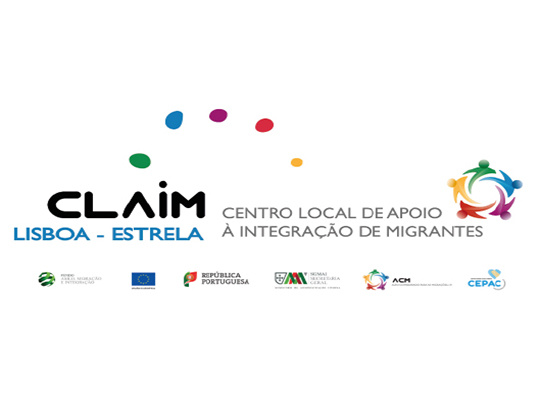 CLAIM
LISBOA - ESTRELA
CENTRO LOCAL DE APOIO
À INTEGRAÇÃO DE MIGRANTES
REPÚBLICA
PORTUGUESA
ACM
CEPAC